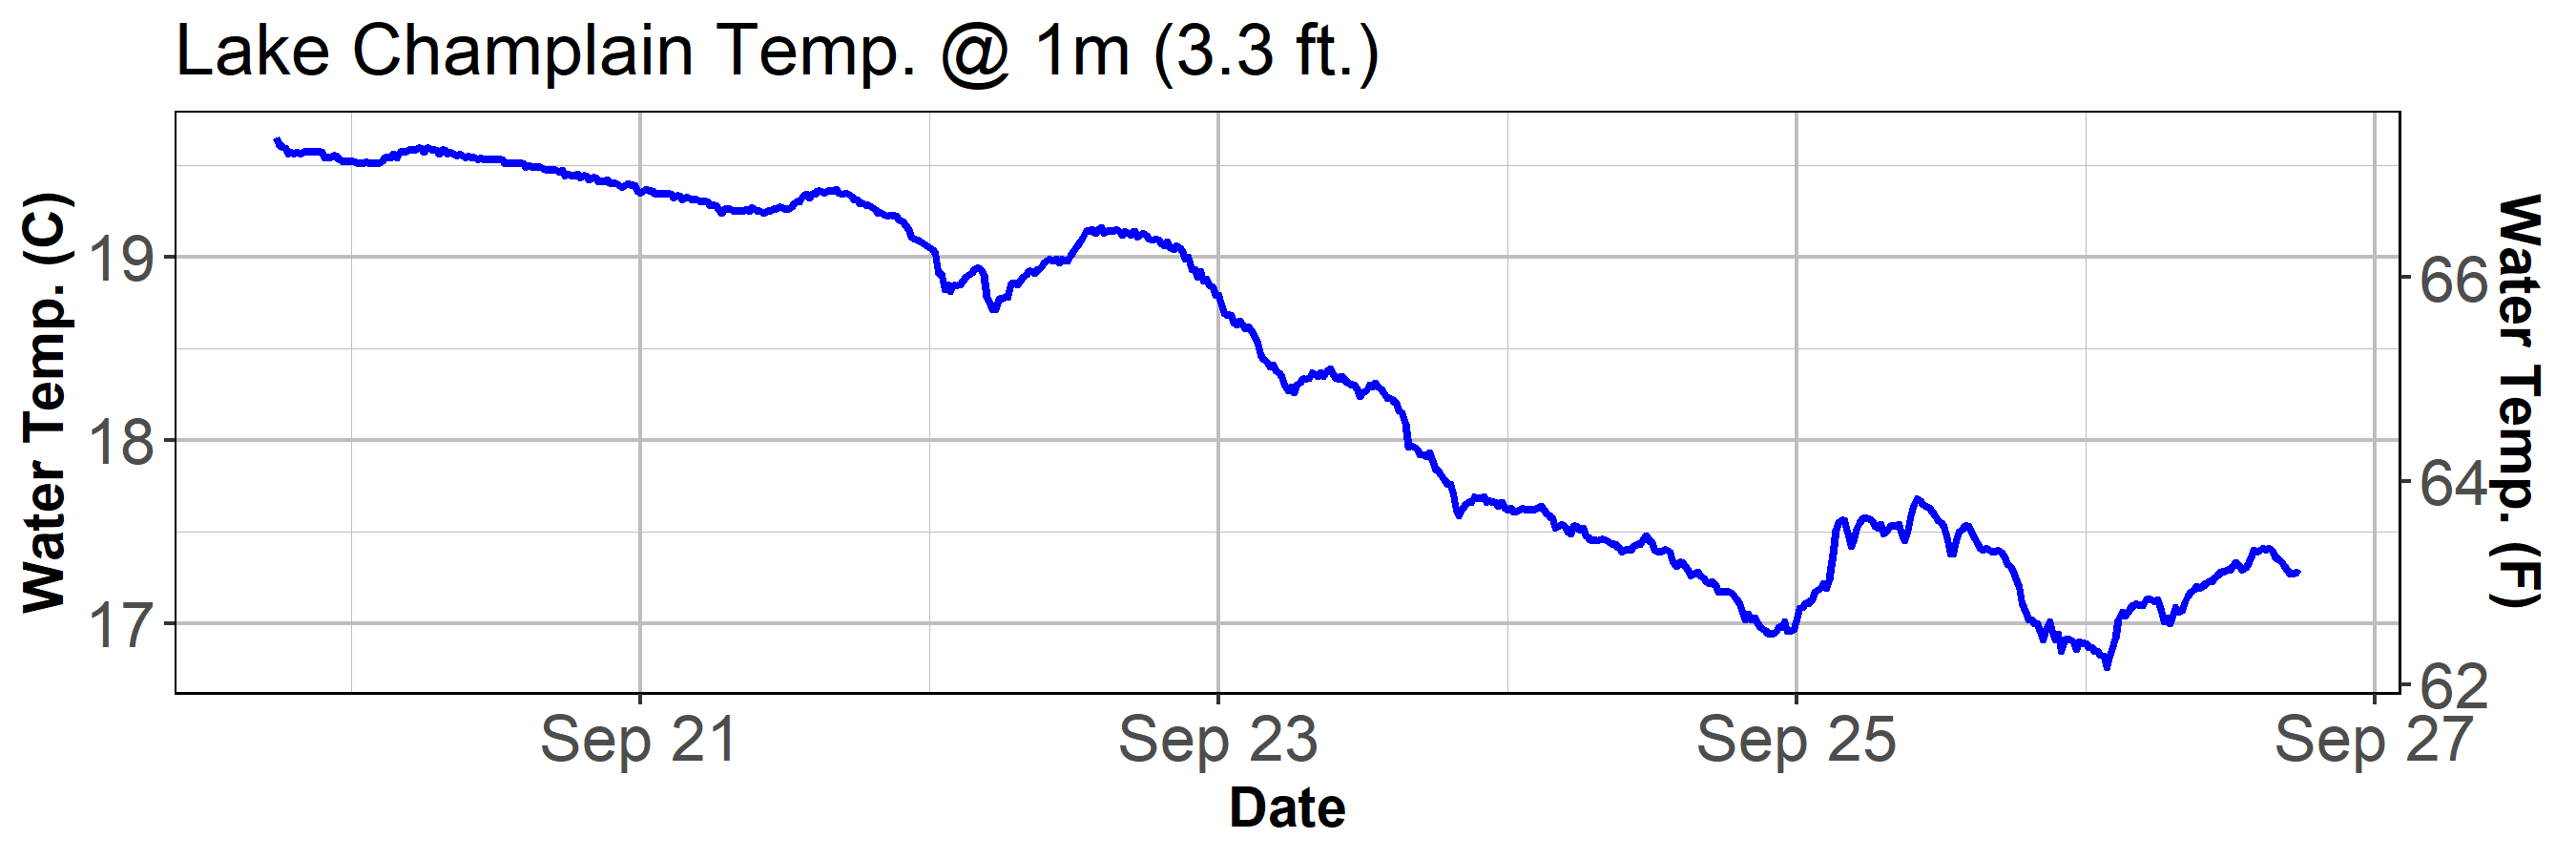 Lake Champlain Temp. @ 1m (3.3 ft.)
Water Temp. (C)
19
18
17
66
64
62
Water Temp. (F)
Sep 21
Sep 23
Sep 25
Sep 27
Date